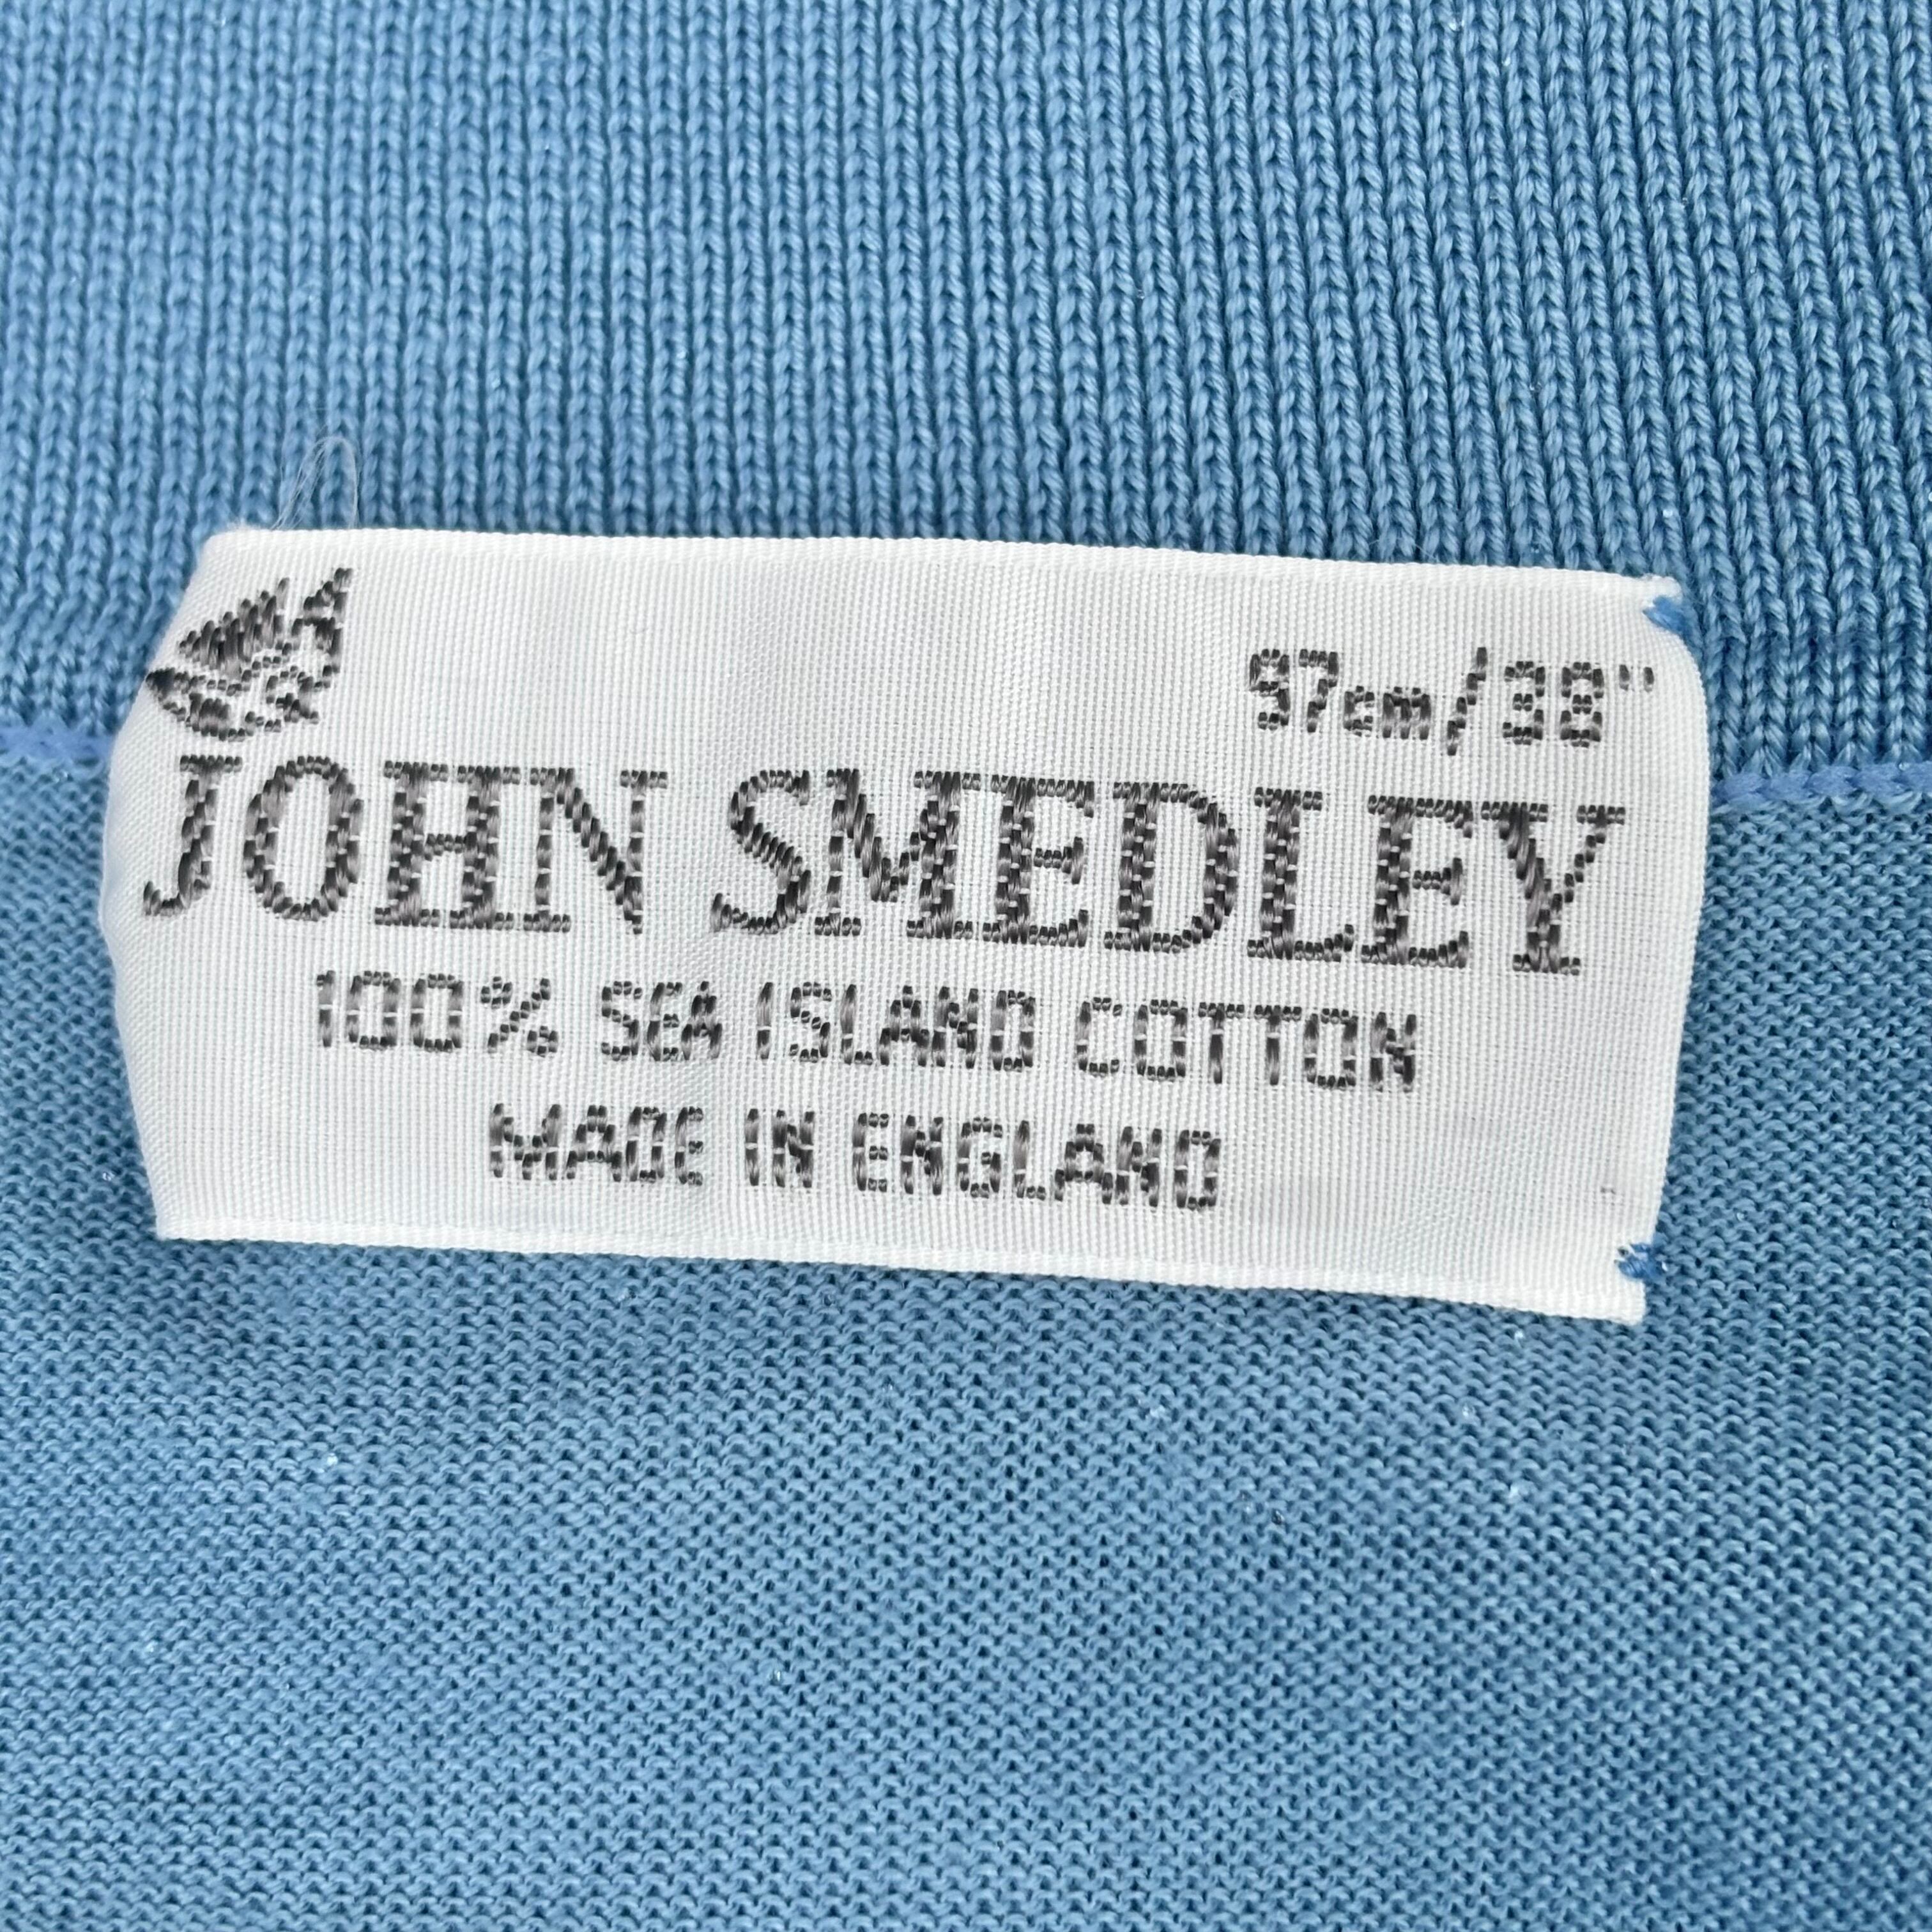 97cm/38"
JOHN SMEDLEY
100% SEA ISLAND COTTON
MADE IN ENGLAND